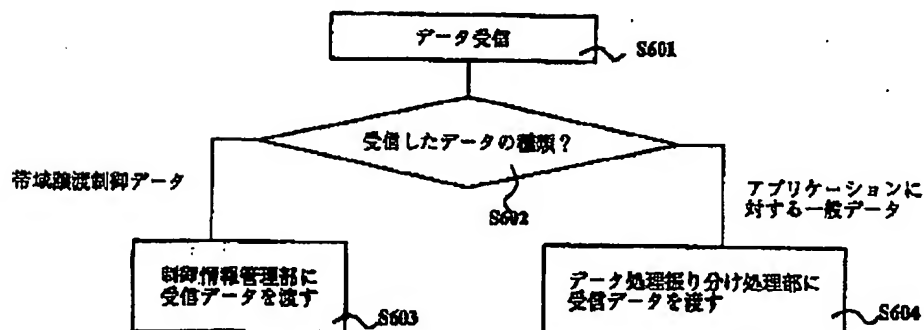 データ受信
S601
受信したデータの種類?
S602
帯域譲渡制御データ
アプリケーションに
対する一般データ
制御情報管理部に
受信データを渡す
S603
データ処理振り分け処理部に
受信データを渡す
S604